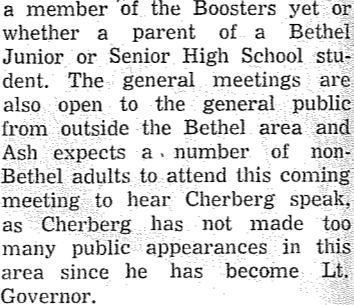 a member of the Boosters yet or
whether a parent of a Bethel
Junior or Senior High School stu-
dent. The general meetings are
also open to the general public
from outside the Bethel area and
Ash expects a number of non-
Bethel adults to attend this coming
meeting to hear Cherberg speak,
as Cherberg has not made too
many public appearances in this
area since he has become Lt.
Governor.